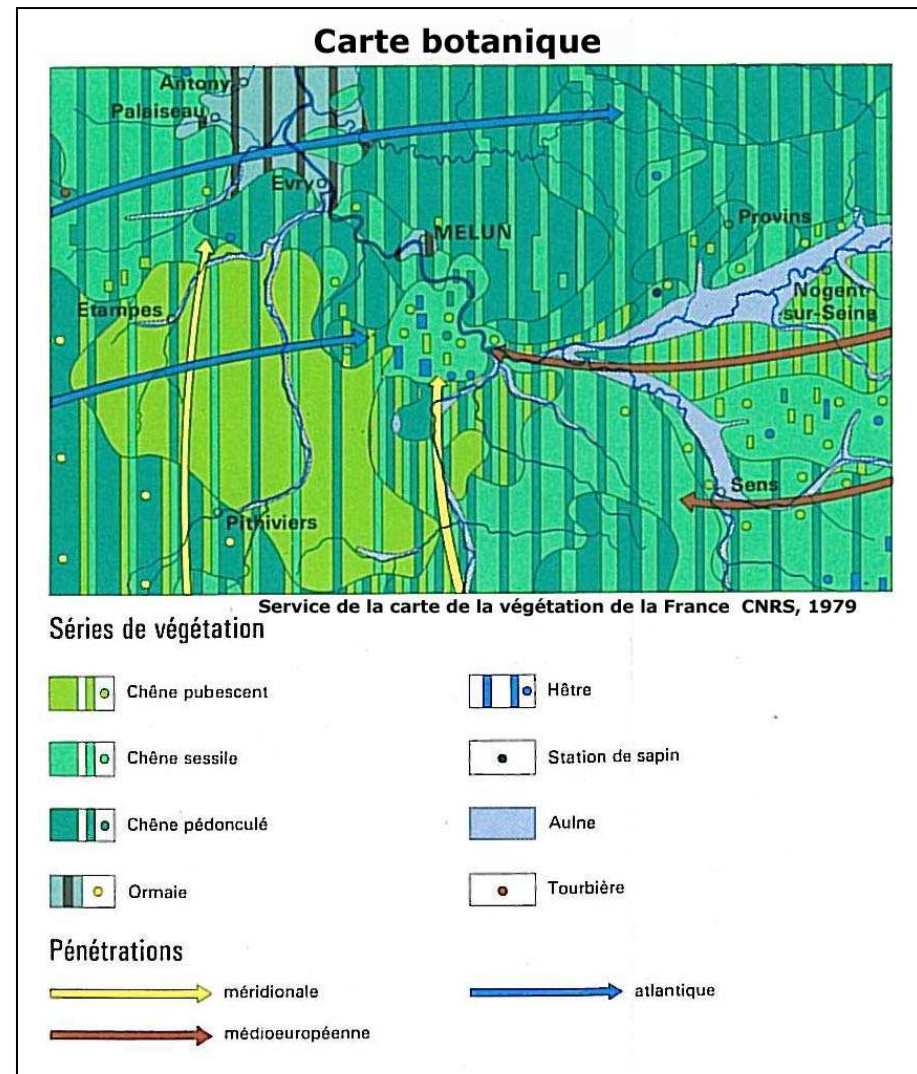 Carte botanique
Antony
Palaiseau
Evry
MELUN
Provins
Nogent-
sur-Seine
Etampes
Sens
Pithiviers
Service de la carte de la végétation de la France CNRS, 1979
Séries de végétation
Chêne pubescent
Hêtre
Chêne sessile
Station de sapin
Chêne pédonculé
Aulne
Ormaie
Tourbière
Pénétrations
méridionale
atlantique
médioeuropéenne